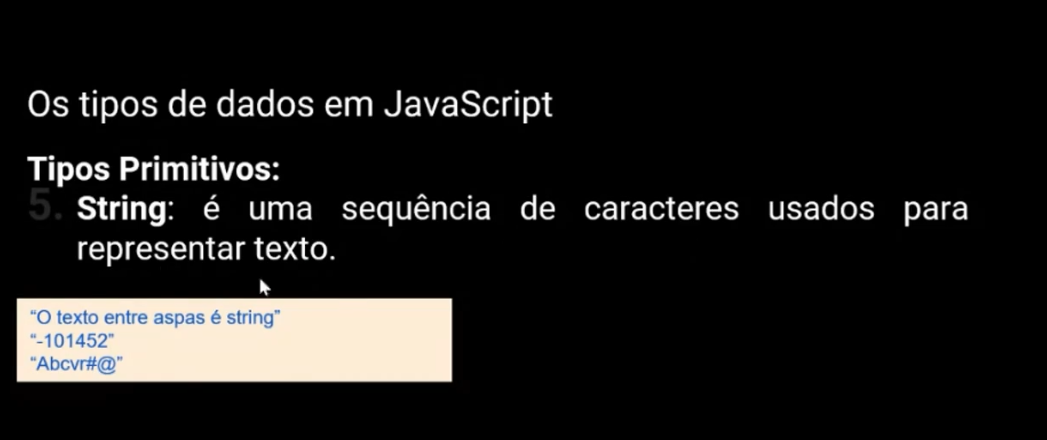 Os tipos de dados em JavaScript
Tipos Primitivos:
5. String: é uma sequência de caracteres usados para
representar texto.
“O texto entre aspas é string”
“-101452”
“Abcvr#@”